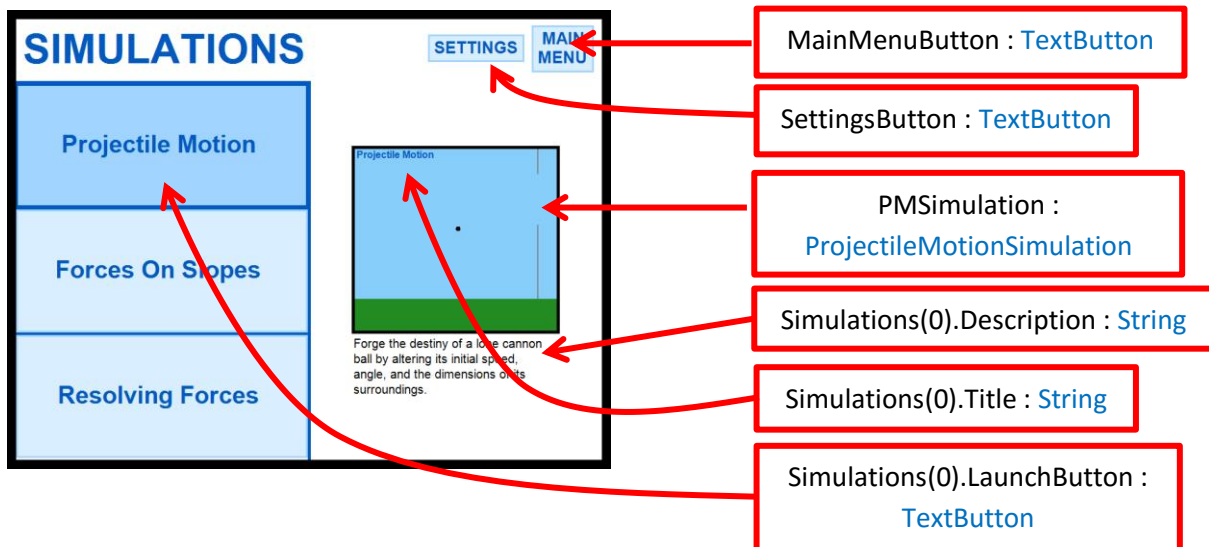 SIMULATIONS
SETTINGS
MAIN
MENU
Projectile Motion
Forces On Slopes
Resolving Forces
Projectile Motion
Forge the destiny of a lone cannon
ball by altering its initial speed,
angle, and the dimensions of its
surroundings.
MainMenuButton : TextButton
SettingsButton : TextButton
PMSimulation :
ProjectileMotionSimulation
Simulations(0).Description : String
Simulations(0).Title : String
Simulations(0).LaunchButton :
TextButton